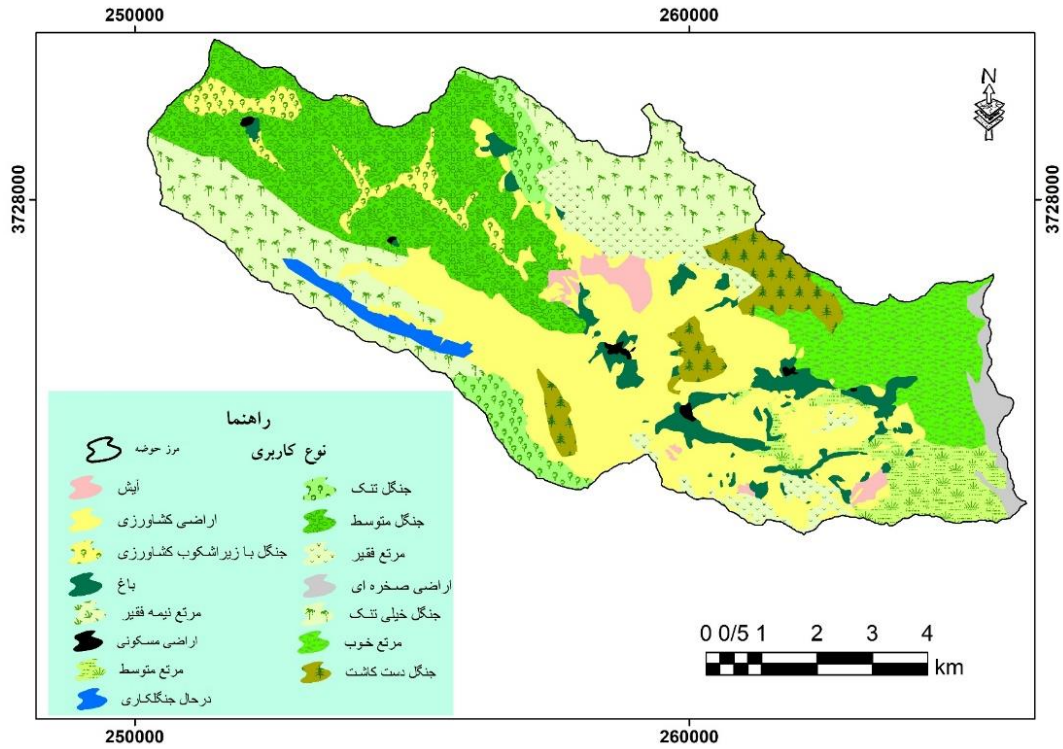 250000 260000
3728000 3728000
N
راهنما
نوع کاربری
مرز حوضه
آیش
اراضی کشاورزی
جنگل با زیراشکوب کشاورزی
باغ
مرتع نیمه فقیر
اراضی مسکونی
مرتع متوسط
درحال جنگلکاری
جنگل تنک
جنگل متوسط
مرتع فقیر
اراضی صخره ای
جنگل خیلی تنک
مرتع خوب
جنگل دست کاشت
0 0/5 1 2 3 4
km
250000 260000